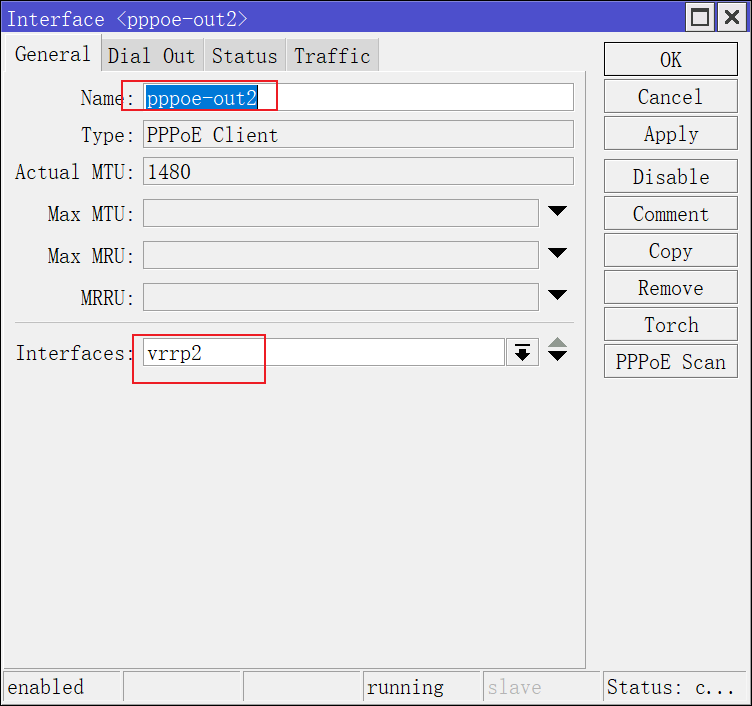 Interface <pppoe-out2>
General Dial Out Status Traffic
Name: pppoe-out2
Type: PPPoE Client
Actual MTU: 1480
Max MTU:
Max MRU:
MRRU:
Interfaces: vrrp2
OK
Cancel
Apply
Disable
Comment
Copy
Remove
Torch
PPPoE Scan
enabled running slave Status: c...